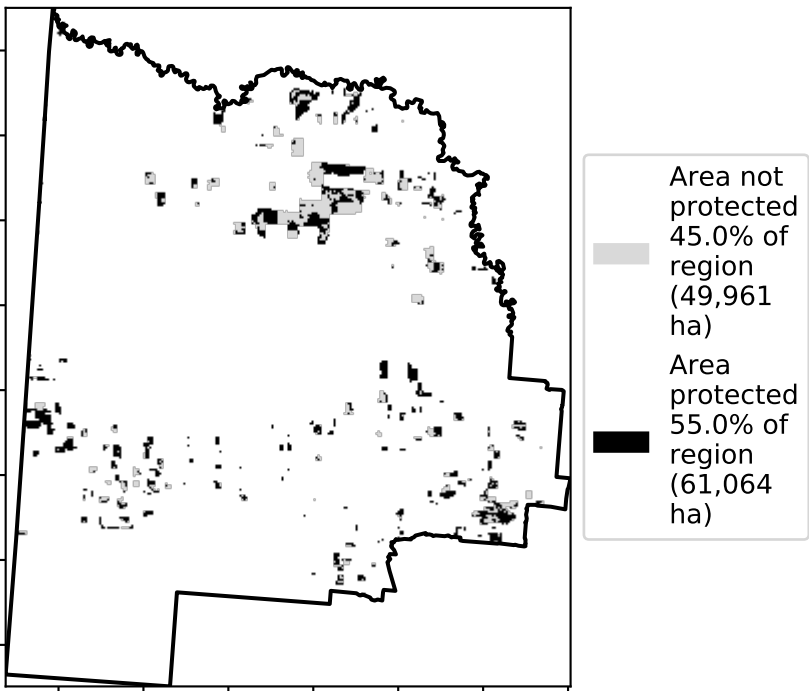 Area not
protected
45.0% of
region
(49,961
ha)
Area
protected
55.0% of
region
(61,064
ha)